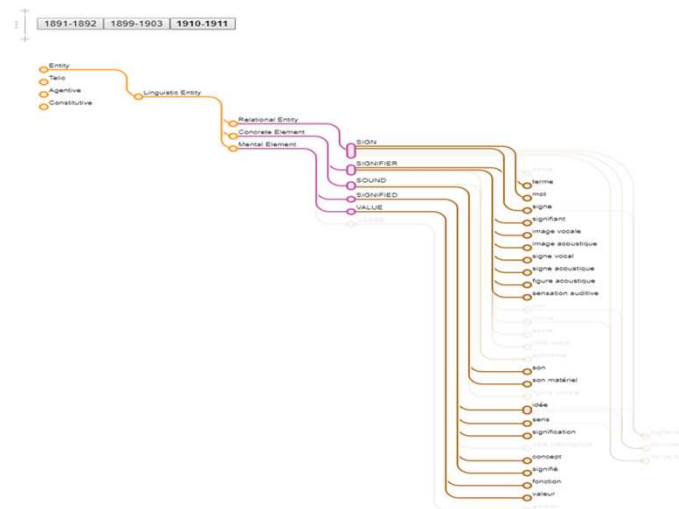 1891-1892 1899-1903 1910-1911
Entity
Telic
Agentive
Constitutive
Linguistic Entity
Relational Entity
Concrete Element
Mental Element
SIGN
SIGNIFIER
SOUND
SIGNIFIED
VALUE
terme
mot
signe
signifiant
image vocale
image acoustique
signe vocal
signe acoustique
figure acoustique
sensation auditive
son
son matériel
idée
sens
signification
concept
signifié
fonction
valeur